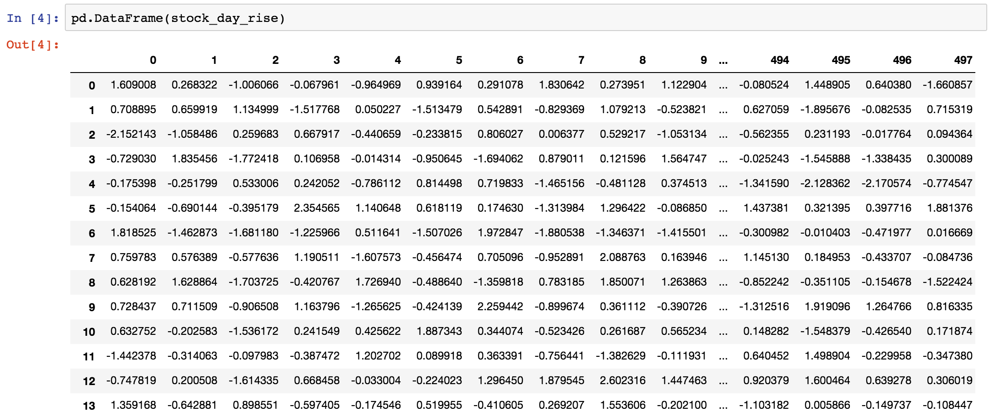 In [4]: pd.DataFrame(stock_day_rise)
Out[4]:
0 1 2 3 4 5 6 7 8 9 ... 494 495 496 497
0 1.609008 0.268322 -1.006066 -0.067961 -0.964969 0.939164 0.291078 1.830642 0.273951 1.122904 ... -0.080524 1.448905 0.640380 -1.660857
1 0.708895 0.659919 1.134999 -1.517768 0.050227 -1.513479 0.542891 -0.829369 1.079213 -0.523821 ... 0.627059 -1.895676 -0.082535 0.715319
2 -2.152143 -1.058486 0.259683 0.667917 -0.440659 -0.233815 0.806027 0.006377 0.529217 -1.053134 ... -0.562355 0.231193 -0.017764 0.094364
3 -0.729030 1.835456 -1.772418 0.106958 -0.014314 -0.950645 -1.694062 0.879011 0.121596 1.564747 ... -0.025243 -1.545888 -1.338435 0.300089
4 -0.175398 -0.251799 0.533006 0.242052 -0.786112 0.814498 0.719833 -1.465156 -0.481128 0.374513 ... -1.341590 -2.128362 -2.170574 -0.774547
5 -0.154064 -0.690144 -0.395179 2.354565 1.140648 0.618119 0.174630 -1.313984 1.296422 -0.086850 ... 1.437381 0.321395 0.397716 1.881376
6 1.818525 -1.462873 -1.681180 -1.225966 0.511641 -1.507026 1.972847 -1.880538 -1.346371 -1.415501 ... -0.300982 -0.010403 -0.471977 0.016669
7 0.759783 0.576389 -0.577636 1.190511 -1.607573 -0.456474 0.705096 -0.952891 2.088763 0.163946 ... 1.145130 0.184953 -0.433707 -0.084736
8 0.628192 1.628864 -1.703725 -0.420767 1.726940 -0.488640 -1.359818 0.783185 1.850071 1.263863 ... -0.852242 -0.351105 -0.154678 -1.522424
9 0.728437 0.711509 -0.906508 1.163796 -1.265625 -0.424139 2.259442 -0.899674 0.361112 -0.390726 ... -1.312516 1.919096 1.264766 0.816335
10 0.632752 -0.202583 -1.536172 0.241549 0.425622 1.887343 0.344074 -0.523426 0.261687 0.565234 ... 0.148282 -1.548379 -0.426540 0.171874
11 -1.442378 -0.314063 -0.097983 -0.387472 1.202702 0.089918 0.363391 -0.756441 -1.382629 -0.111931 ... 0.640452 1.498904 -0.229958 -0.347380
12 -0.747819 0.200508 -1.614335 0.668458 -0.033004 -0.224023 1.296450 1.879545 2.602316 1.447463 ... 0.920379 1.600464 0.639278 0.306019
13 1.359168 -0.642881 0.898551 -0.597405 -0.174546 0.519955 -0.410605 0.269207 1.553606 -0.202100 ... -1.103182 0.005866 -0.149737 -0.108447